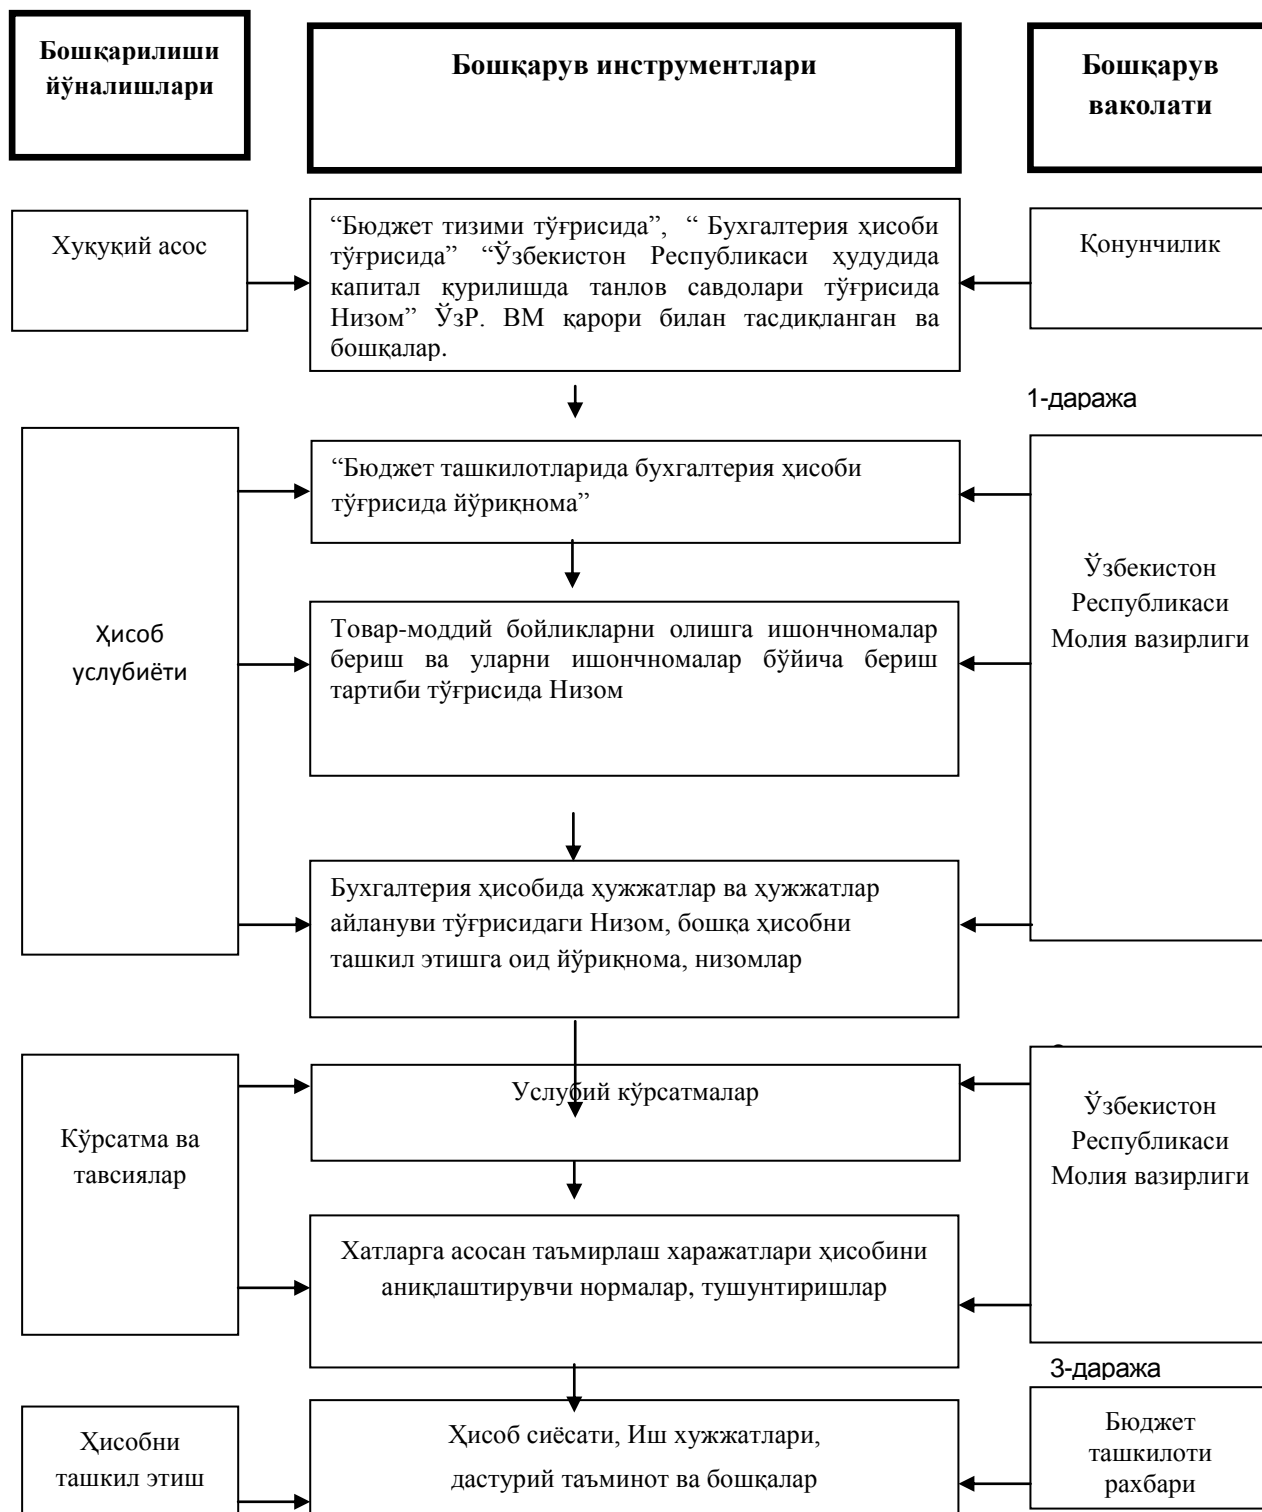 Бошқарилиши
йўналишлари
Бошқарув инструментлари
Бошқарув
ваколати
Хуқуқий асос
“Бюджет тизими тўғрисида”, “ Бухгалтерия ҳисоби
тўғрисида” “Ўзбекистон Республикаси ҳудудида
капитал қурилишда танлов савдолари тўғрисида
Низом” ЎзР. ВМ қарори билан тасдиқланган ва
бошқалар.
Қонунчилик
1-даража
Ҳисоб
услубиёти
“Бюджет ташкилотларида бухгалтерия ҳисоби
тўғрисида йўриқнома”
Товар-моддий бойликларни олишга ишончномалар
бериш ва уларни ишончномалар бўйича бериш
тартиби тўғрисида Низом
Бухгалтерия ҳисобида ҳужжатлар ва ҳужжатлар
айлануви тўғрисидаги Низом, бошқа ҳисобни
ташкил этишга оид йўриқнома, низомлар
Ўзбекистон
Республикаси
Молия вазирлиги
Кўрсатма ва
тавсиялар
Услубий кўрсатмалар
Хатларга асосан таъмирлаш харажатлари ҳисобини
аниқлаштирувчи нормалар, тушунтиришлар
Ўзбекистон
Республикаси
Молия вазирлиги
3-даража
Ҳисобни
ташкил этиш
Ҳисоб сиёсати, Иш хужжатлари,
дастурий таъминот ва бошқалар
Бюджет
ташкилоти
рахбари